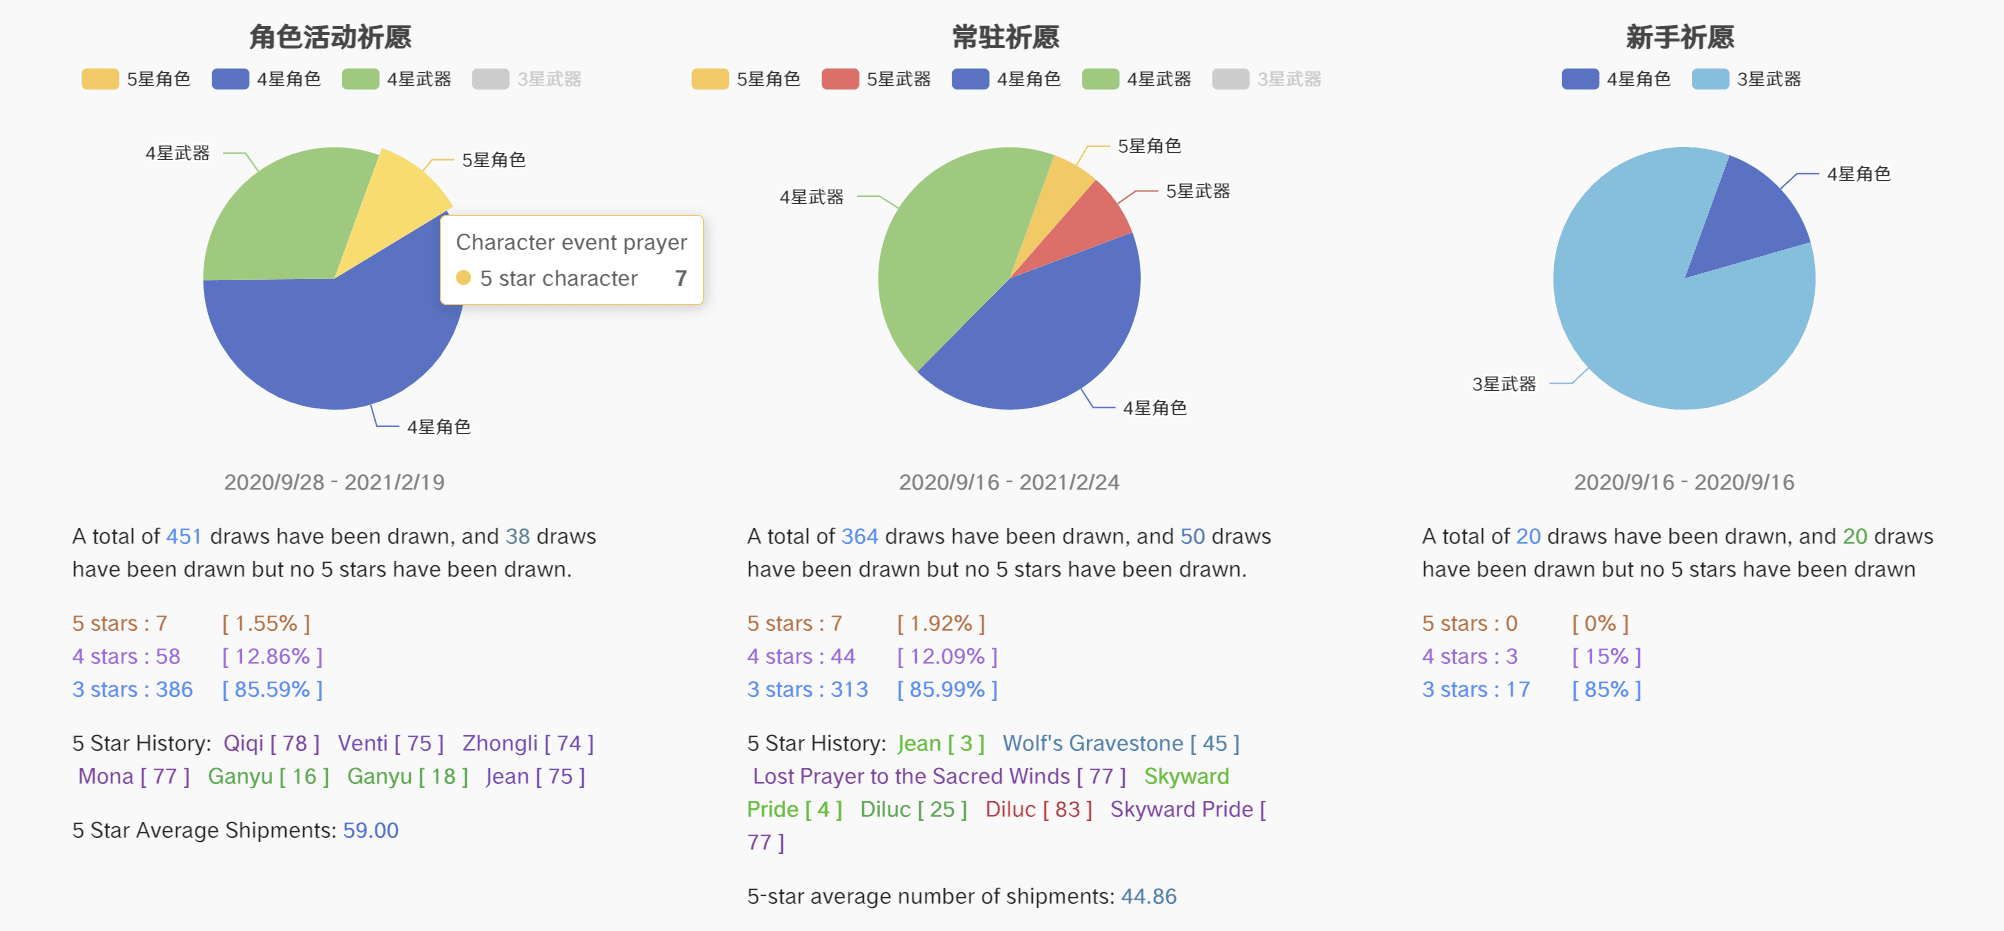 角色活动祈愿
5星角色 4星角色 4星武器 3星武器
4星武器
5星角色
Character event prayer
5 star character 7
4星角色
2020/9/28 - 2021/2/19
A total of 451 draws have been drawn, and 38 draws
have been drawn but no 5 stars have been drawn.
5 stars : 7 [ 1.55% ]
4 stars : 58 [ 12.86% ]
3 stars : 386 [ 85.59% ]
5 Star History: Qiqi [ 78 ] Venti [ 75 ] Zhongli [ 74 ]
Mona [ 77 ] Ganyu [ 16 ] Ganyu [ 18 ] Jean [ 75 ]
5 Star Average Shipments: 59.00
常驻祈愿
5星角色 5星武器 4星角色 4星武器 3星武器
5星角色
5星武器
4星武器
4星角色
2020/9/16 - 2021/2/24
A total of 364 draws have been drawn, and 50 draws
have been drawn but no 5 stars have been drawn.
5 stars : 7 [ 1.92% ]
4 stars : 44 [ 12.09% ]
3 stars : 313 [ 85.99% ]
5 Star History: Jean [ 3 ] Wolf's Gravestone [ 45 ]
Lost Prayer to the Sacred Winds [ 77 ] Skyward
Pride [ 4 ] Diluc [ 25 ] Diluc [ 83 ] Skyward Pride [
77 ]
5-star average number of shipments: 44.86
新手祈愿
4星角色 3星武器
4星角色
3星武器
2020/9/16 - 2020/9/16
A total of 20 draws have been drawn, and 20 draws
have been drawn but no 5 stars have been drawn
5 stars : 0 [ 0% ]
4 stars : 3 [ 15% ]
3 stars : 17 [ 85% ]